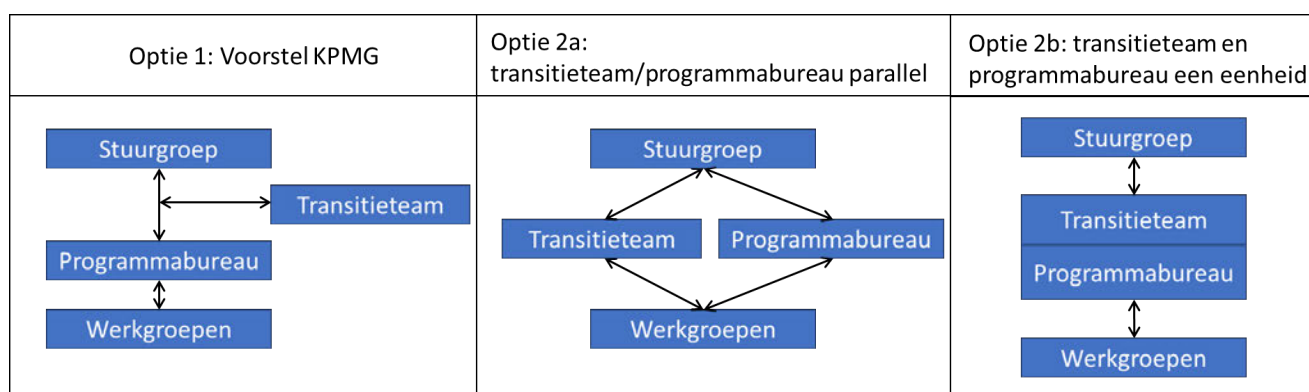 Optie 1: Voorstel KPMG
Optie 2a:
transitieteam/programmabureau parallel
Optie 2b: transitieteam en
programmabureau een eenheid
Stuurgroep
Transitieteam
Programmabureau
Werkgroepen
Stuurgroep
Transitieteam
Programmabureau
Werkgroepen
Stuurgroep
Transitieteam
Programmabureau
Werkgroepen